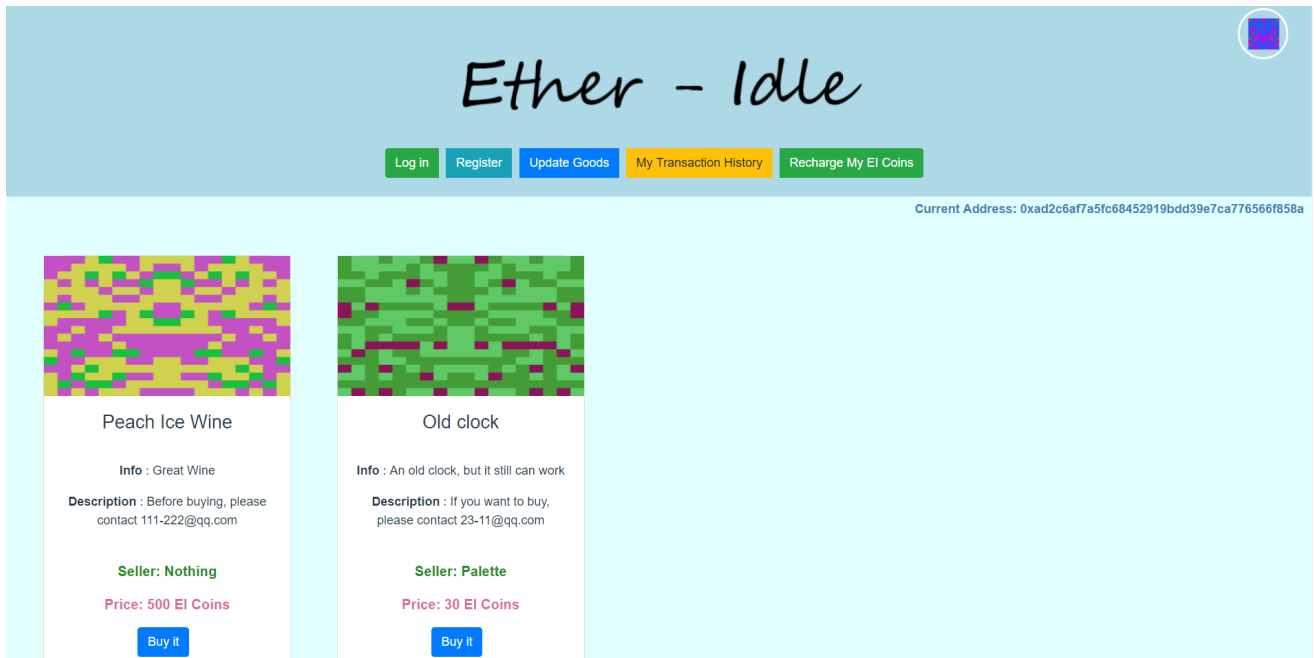 Ether - Idle
Log in Register Update Goods My Transaction History Recharge My EI Coins
Current Address: 0xad2c6af7a5fc68452919bdd39e7ca776566f858a
Peach Ice Wine
Info : Great Wine
Description : Before buying, please
contact 111-222@qq.com
Seller: Nothing
Price: 500 EI Coins
Buy it
Old clock
Info : An old clock, but it still can work
Description : If you want to buy,
please contact 23-11@qq.com
Seller: Palette
Price: 30 EI Coins
Buy it